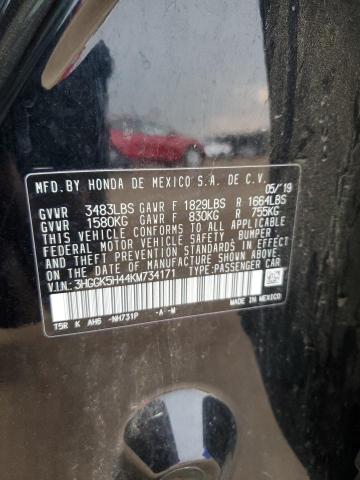 MFD.BY HONDA DE MEXICO S.A. DE C.V.
05/19
GVWR 3483LBS GAWR F 1829LBS R 1664LBS
GVWR 1580KG GAWR F 830KG R 755KG
THIS VEHICLE CONFORMS TO ALL APPLICABLE
FEDERAL MOTOR VEHICLE SAFETY BUMPER -
AND THEFT PREVENTION STANDARDS IN EFFECT ON
THE DATE OF MANUFACTURE SHOWN ABOVE.
V.I.N: 3HGGK5H44KM734171 TYPE: PASSENGER CAR
MADE IN MEXICO
T5R K AH6 -NH731P -A -M